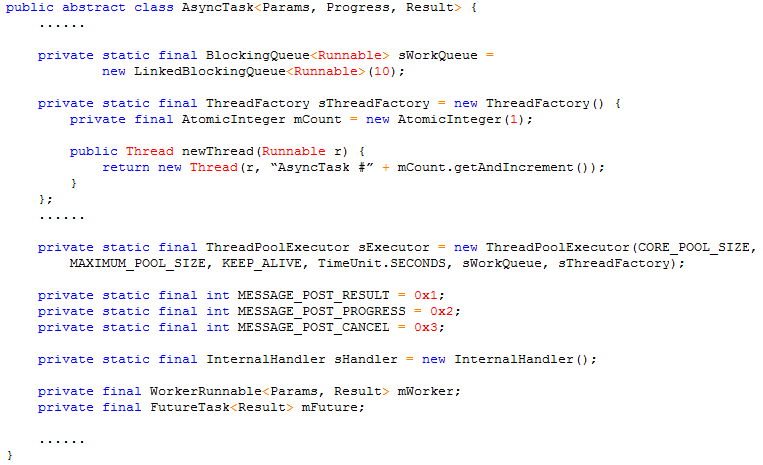 public abstract class AsyncTask<Params, Progress, Result> {
    ......

    private static final BlockingQueue<Runnable> sWorkQueue =
            new LinkedBlockingQueue<Runnable>(10);

    private static final ThreadFactory sThreadFactory = new ThreadFactory() {
        private final AtomicInteger mCount = new AtomicInteger(1);

        public Thread newThread(Runnable r) {
            return new Thread(r, “AsyncTask #” + mCount.getAndIncrement());
        }
    };
    ......

    private static final ThreadPoolExecutor sExecutor = new ThreadPoolExecutor(CORE_POOL_SIZE,
        MAXIMUM_POOL_SIZE, KEEP_ALIVE, TimeUnit.SECONDS, sWorkQueue, sThreadFactory);

    private static final int MESSAGE_POST_RESULT = 0x1;
    private static final int MESSAGE_POST_PROGRESS = 0x2;
    private static final int MESSAGE_POST_CANCEL = 0x3;

    private static final InternalHandler sHandler = new InternalHandler();

    private final WorkerRunnable<Params, Result> mWorker;
    private final FutureTask<Result> mFuture;

    ......
}